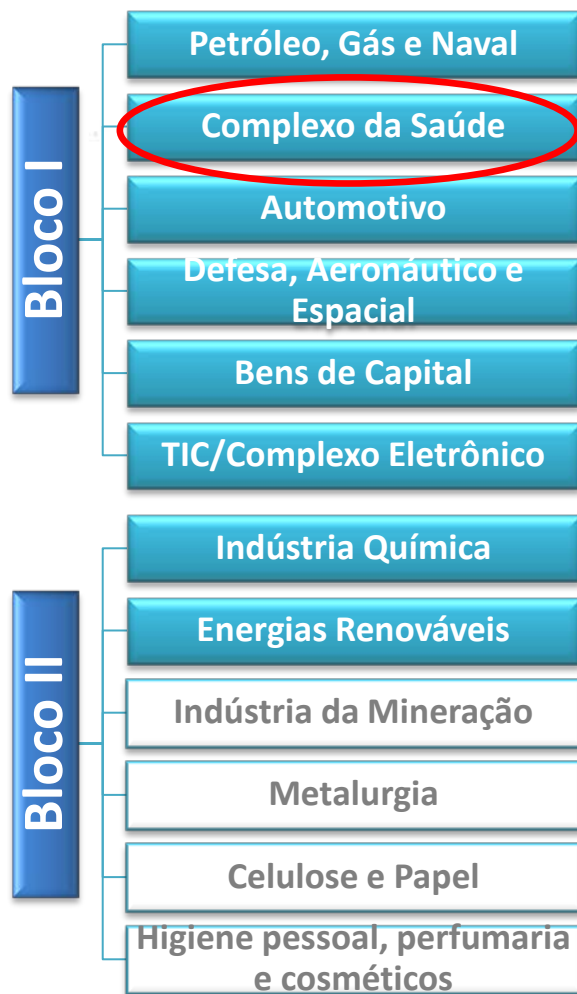 Bloco I
Petróleo, Gás e Naval
Complexo da Saúde
Automotivo
Defesa, Aeronáutico e
Espacial
Bens de Capital
TIC/Complexo Eletrônico
Bloco II
Indústria Química
Energias Renováveis
Indústria da Mineração
Metalurgia
Celulose e Papel
Higiene pessoal, perfumaria
e cosméticos